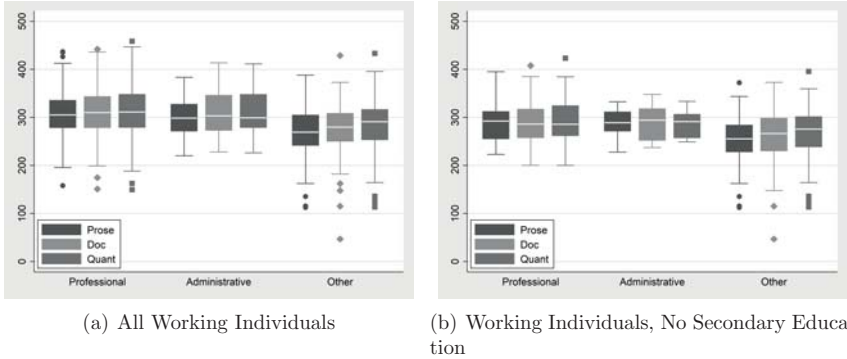 500
400
300
200
100
0
Prose
Doc
Quant
Professional Administrative Other
500
400
300
200
100
0
Prose
Doc
Quant
Professional Administrative Other
(a) All Working Individuals
(b) Working Individuals, No Secondary Educa-
tion